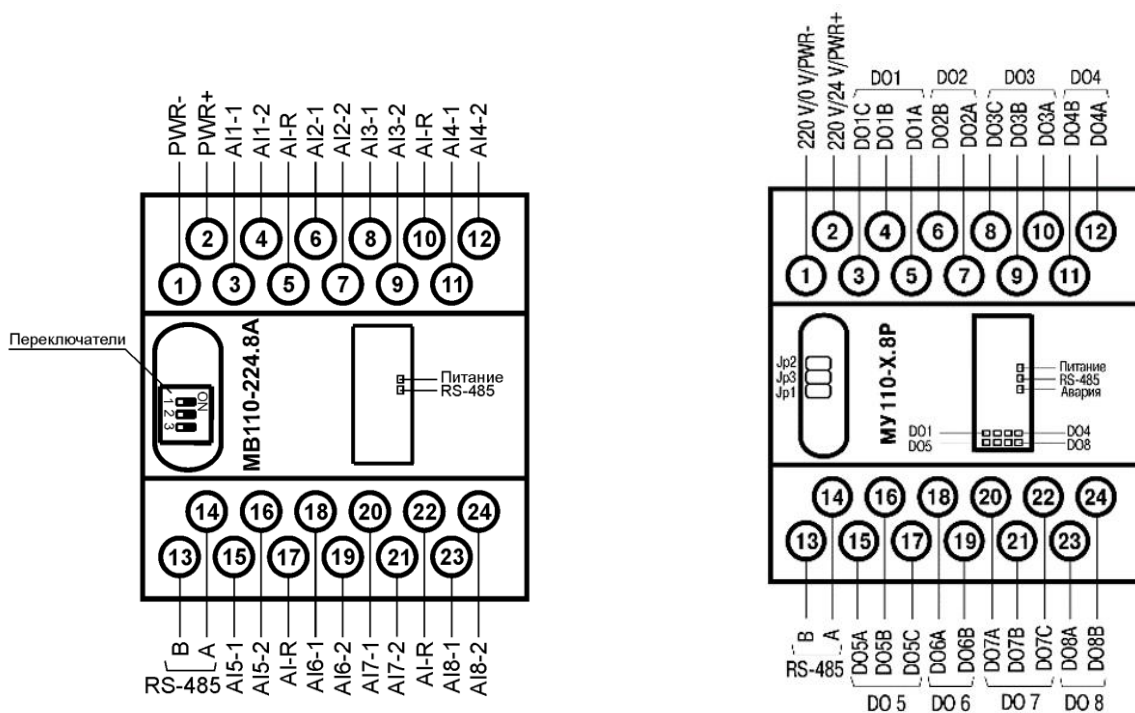 PWR-
PWR+
AI1-1
AI1-2
AI-R
AI2-1
AI2-2
AI3-1
AI3-2
AI-R
AI4-1
AI4-2
2 4 6 8 10 12
1 3 5 7 9 11
Переключатели
ON
1
2
3
МВ110-224.8А
Питание
RS-485
14 16 18 20 22 24
13 15 17 19 21 23
B
A
RS-485
AI5-1
AI5-2
AI-R
AI6-1
AI6-2
AI7-1
AI7-2
AI-R
AI8-1
AI8-2
220 V/0 V/PWR-
220 V/24 V/PWR+
DO1 DO2 DO3 DO4
DO1C
DO1B
DO1A
DO2B
DO2A
DO3C
DO3B
DO3A
DO4B
DO4A
2 4 6 8 10 12
1 3 5 7 9 11
Jp2
Jp3
Jp1
МУ110-Х.8Р
Питание
RS-485
Авария
DO1 DO4
DO5 DO8
14 16 18 20 22 24
13 15 17 19 21 23
B
A
RS-485
DO5A
DO5B
DO5C
DO6A
DO6B
DO7A
DO7B
DO7C
DO8A
DO8B
DO 5 DO 6 DO 7 DO 8